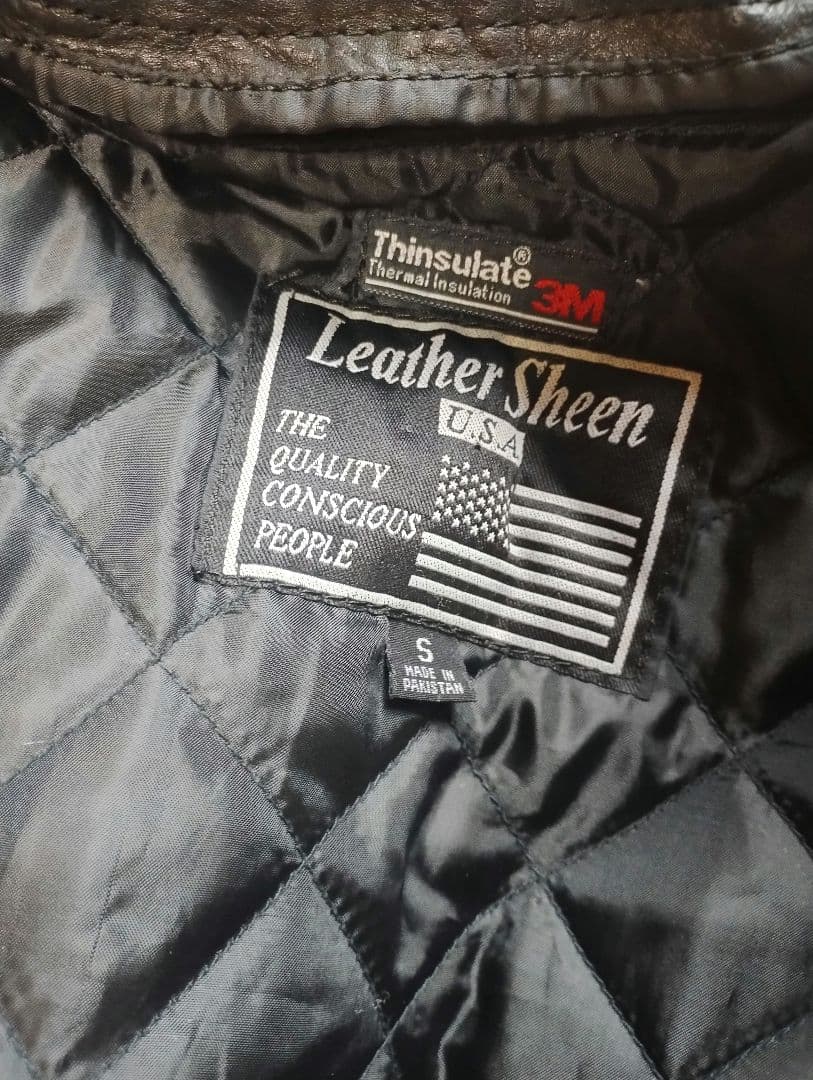 Thinsulate®
Thermal Insulation 3M
Leather Sheen
U.S.A
THE
QUALITY
CONSCIOUS
PEOPLE
S
MADE IN
PAKISTAN